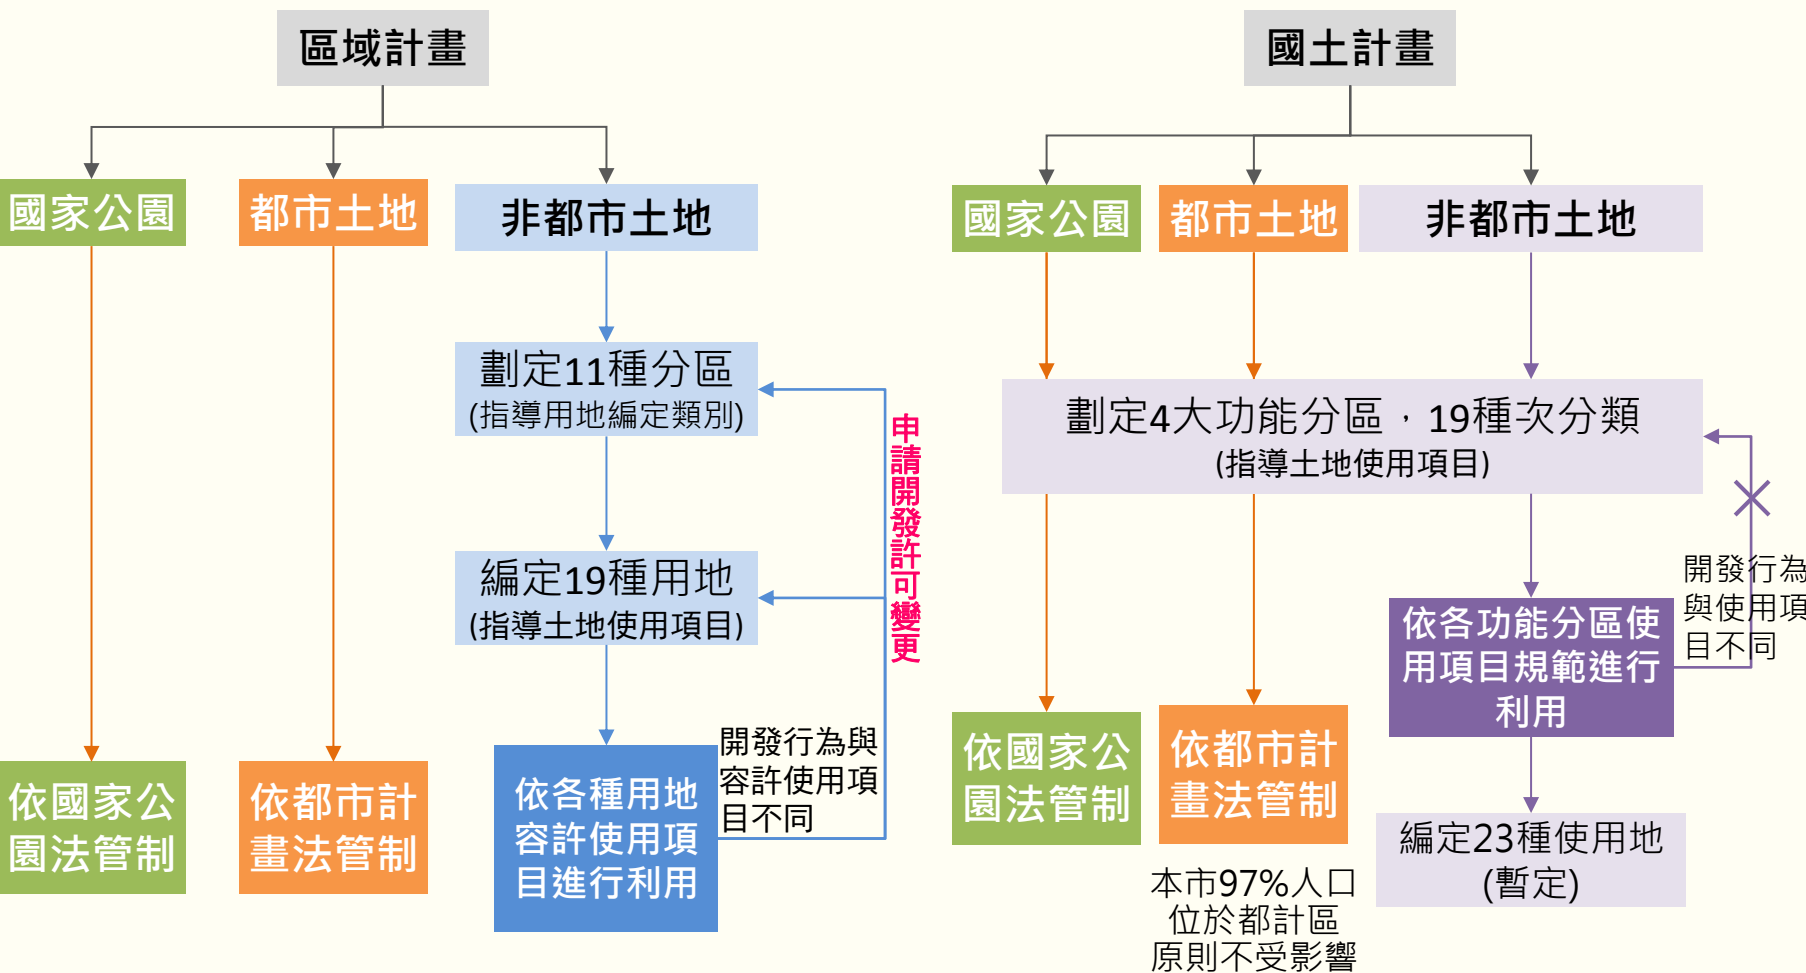 區域計畫
國家公園
都市土地
非都市土地
劃定11種分區
(指導用地編定類別)
編定19種用地
(指導土地使用項目)
申請開發許可變更
開發行為與
容許使用項
目不同
依國家公
園法管制
依都市計
畫法管制
依各種用地
容許使用項
目進行利用
國土計畫
國家公園
都市土地
非都市土地
劃定4大功能分區，19種次分類
(指導土地使用項目)
開發行為
與使用項
目不同
依各功能分區使
用項目規範進行
利用
依國家公
園法管制
依都市計
畫法管制
編定23種使用地
(暫定)
本市97%人口
位於都計區
原則不受影響